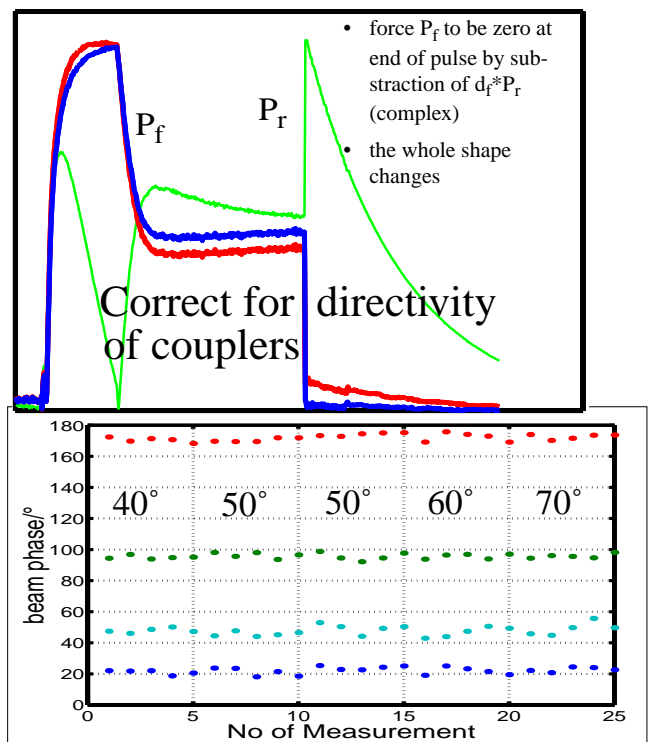 • force P_f to be zero at
end of pulse by sub-
straction of d_f*P_r
(complex)
• the whole shape
changes
P_f
P_r
Correct for directivity
of couplers
180
160
140
120
100
80
60
40
20
0
beam phase/°
40° 50° 50° 60° 70°
0 5 10 15 20 25
No of Measurement